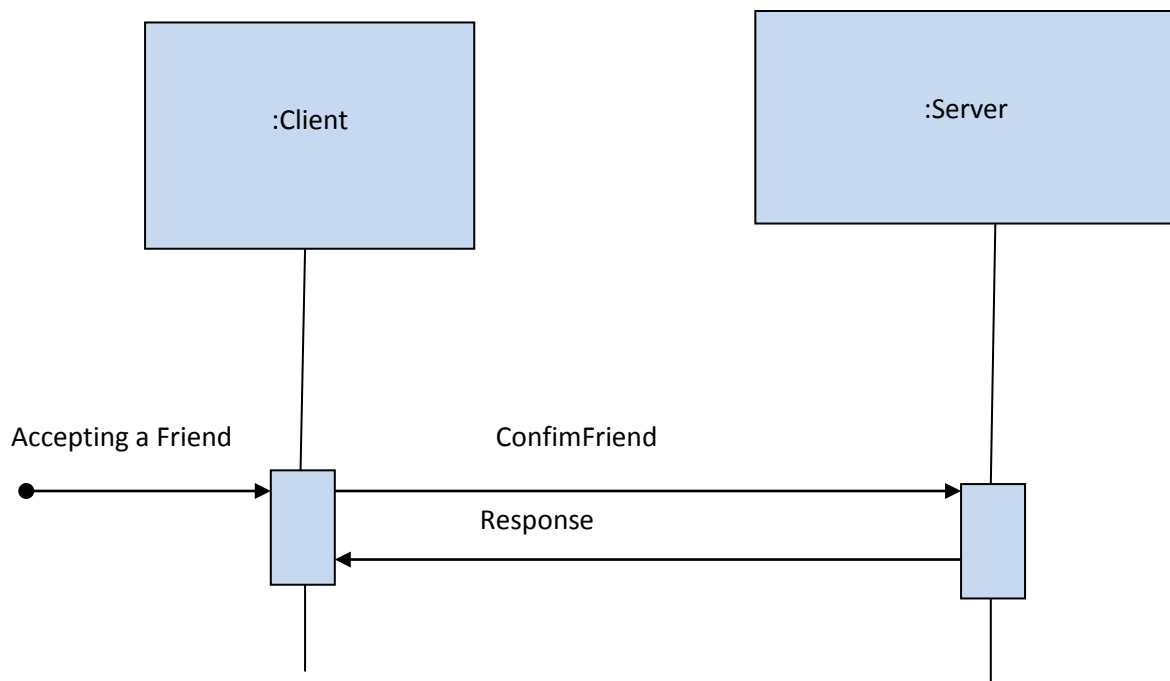 :Client
:Server
Accepting a Friend
ConfimFriend
Response